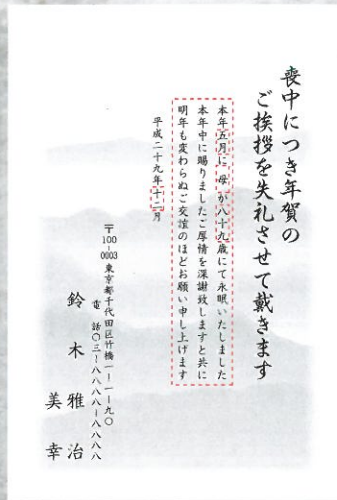 喪中につき年賀の
ご挨拶を失礼させて戴きます
本年五月に 母 が八十九歳にて永眠いたしました
本年中に賜りましたご厚情を深謝致しますと共に
明年も変わらぬご交誼のほどお願い申し上げます
平成二十九年十二月
〒100-0003 東京都千代田区竹橋一ー一ー九〇
電 話〇三ー八八八八ー八八八八
鈴 木 雅 治
美 幸